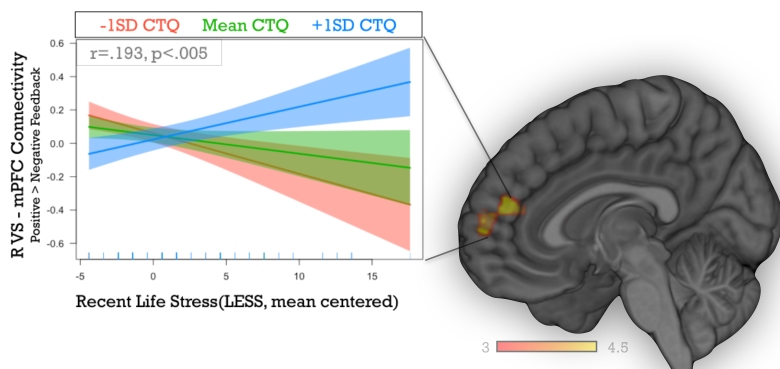 -1SD CTQ Mean CTQ +1SD CTQ
r=.193, p<.005
R VS - mPFC Connectivity
Positive > Negative Feedback
0.6
0.4
0.2
0.0
-0.2
-0.4
-0.6
-5 0 5 10 15
Recent Life Stress(LESS, mean centered)
3 4.5